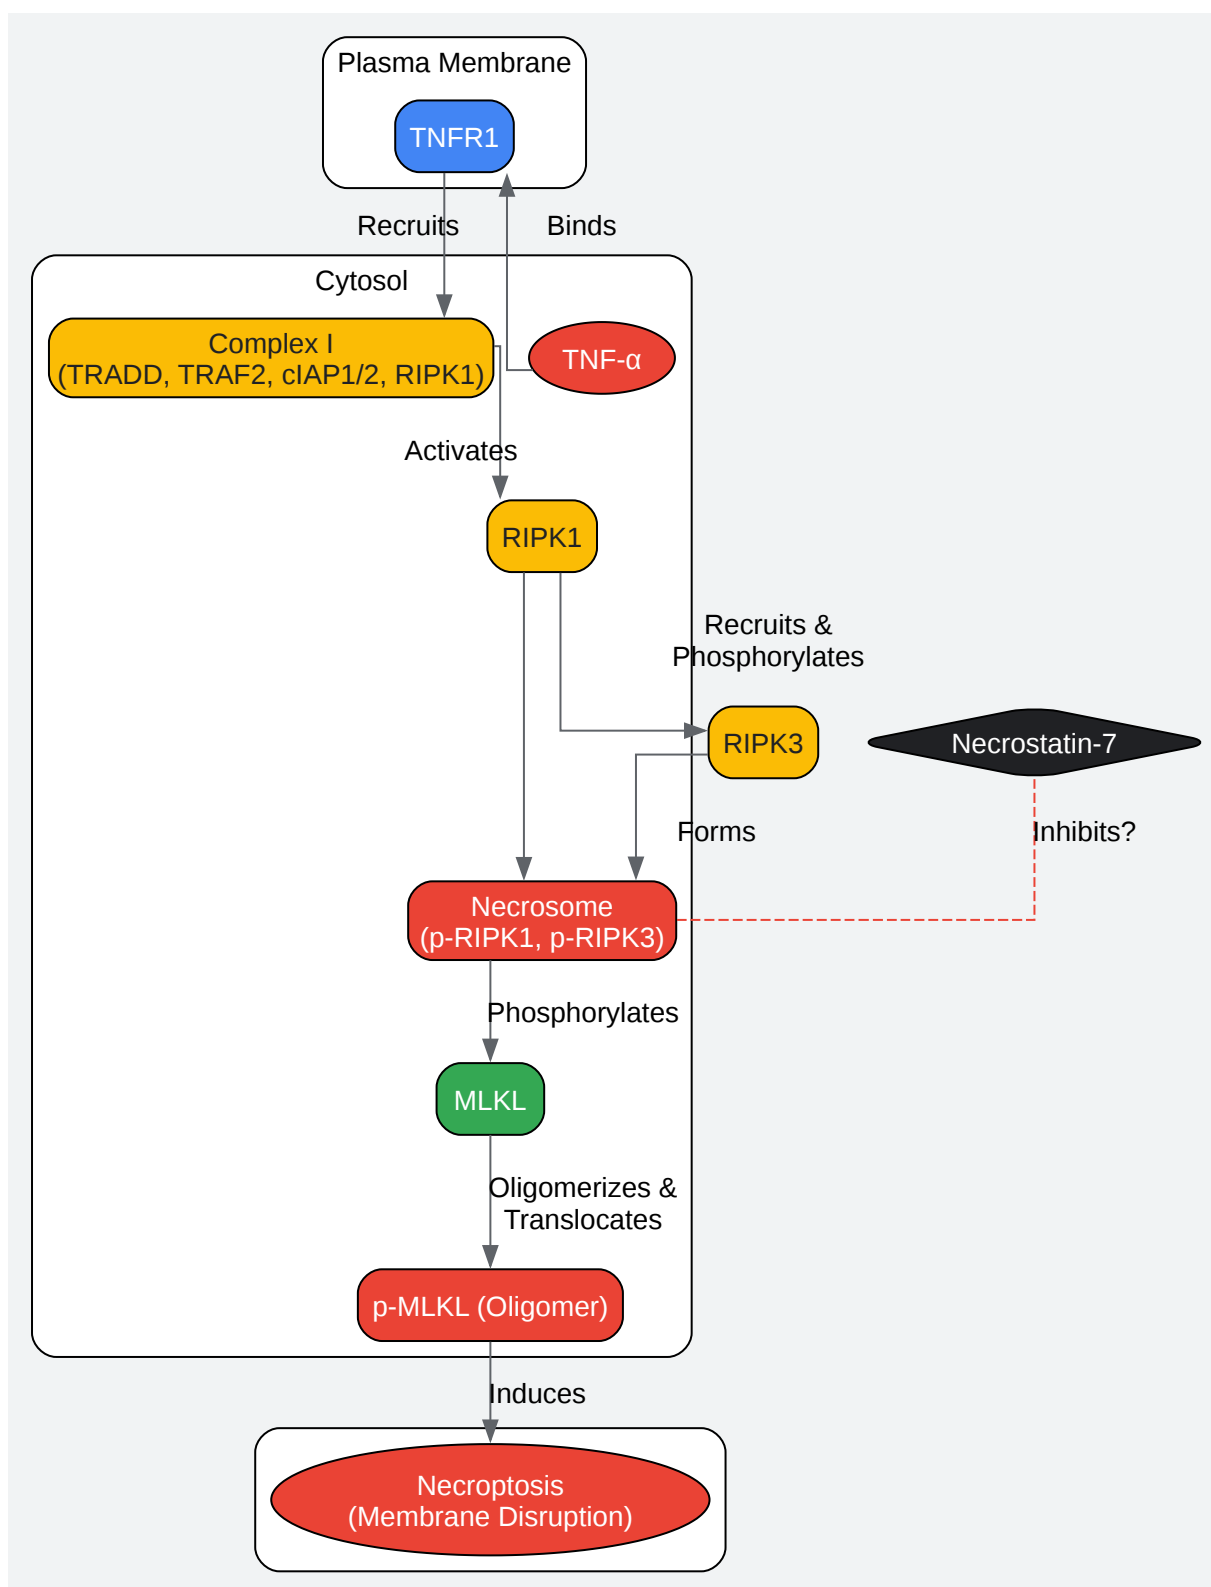 Plasma Membrane
TNFR1
Recruits
Binds
Cytosol
Complex I
(TRADD, TRAF2, cIAP1/2, RIPK1)
TNF-α
Activates
RIPK1
Recruits &
Phosphorylates
RIPK3
Necrostatin-7
Forms
Inhibits?
Necrosome
(p-RIPK1, p-RIPK3)
Phosphorylates
MLKL
Oligomerizes &
Translocates
p-MLKL (Oligomer)
Induces
Necroptosis
(Membrane Disruption)